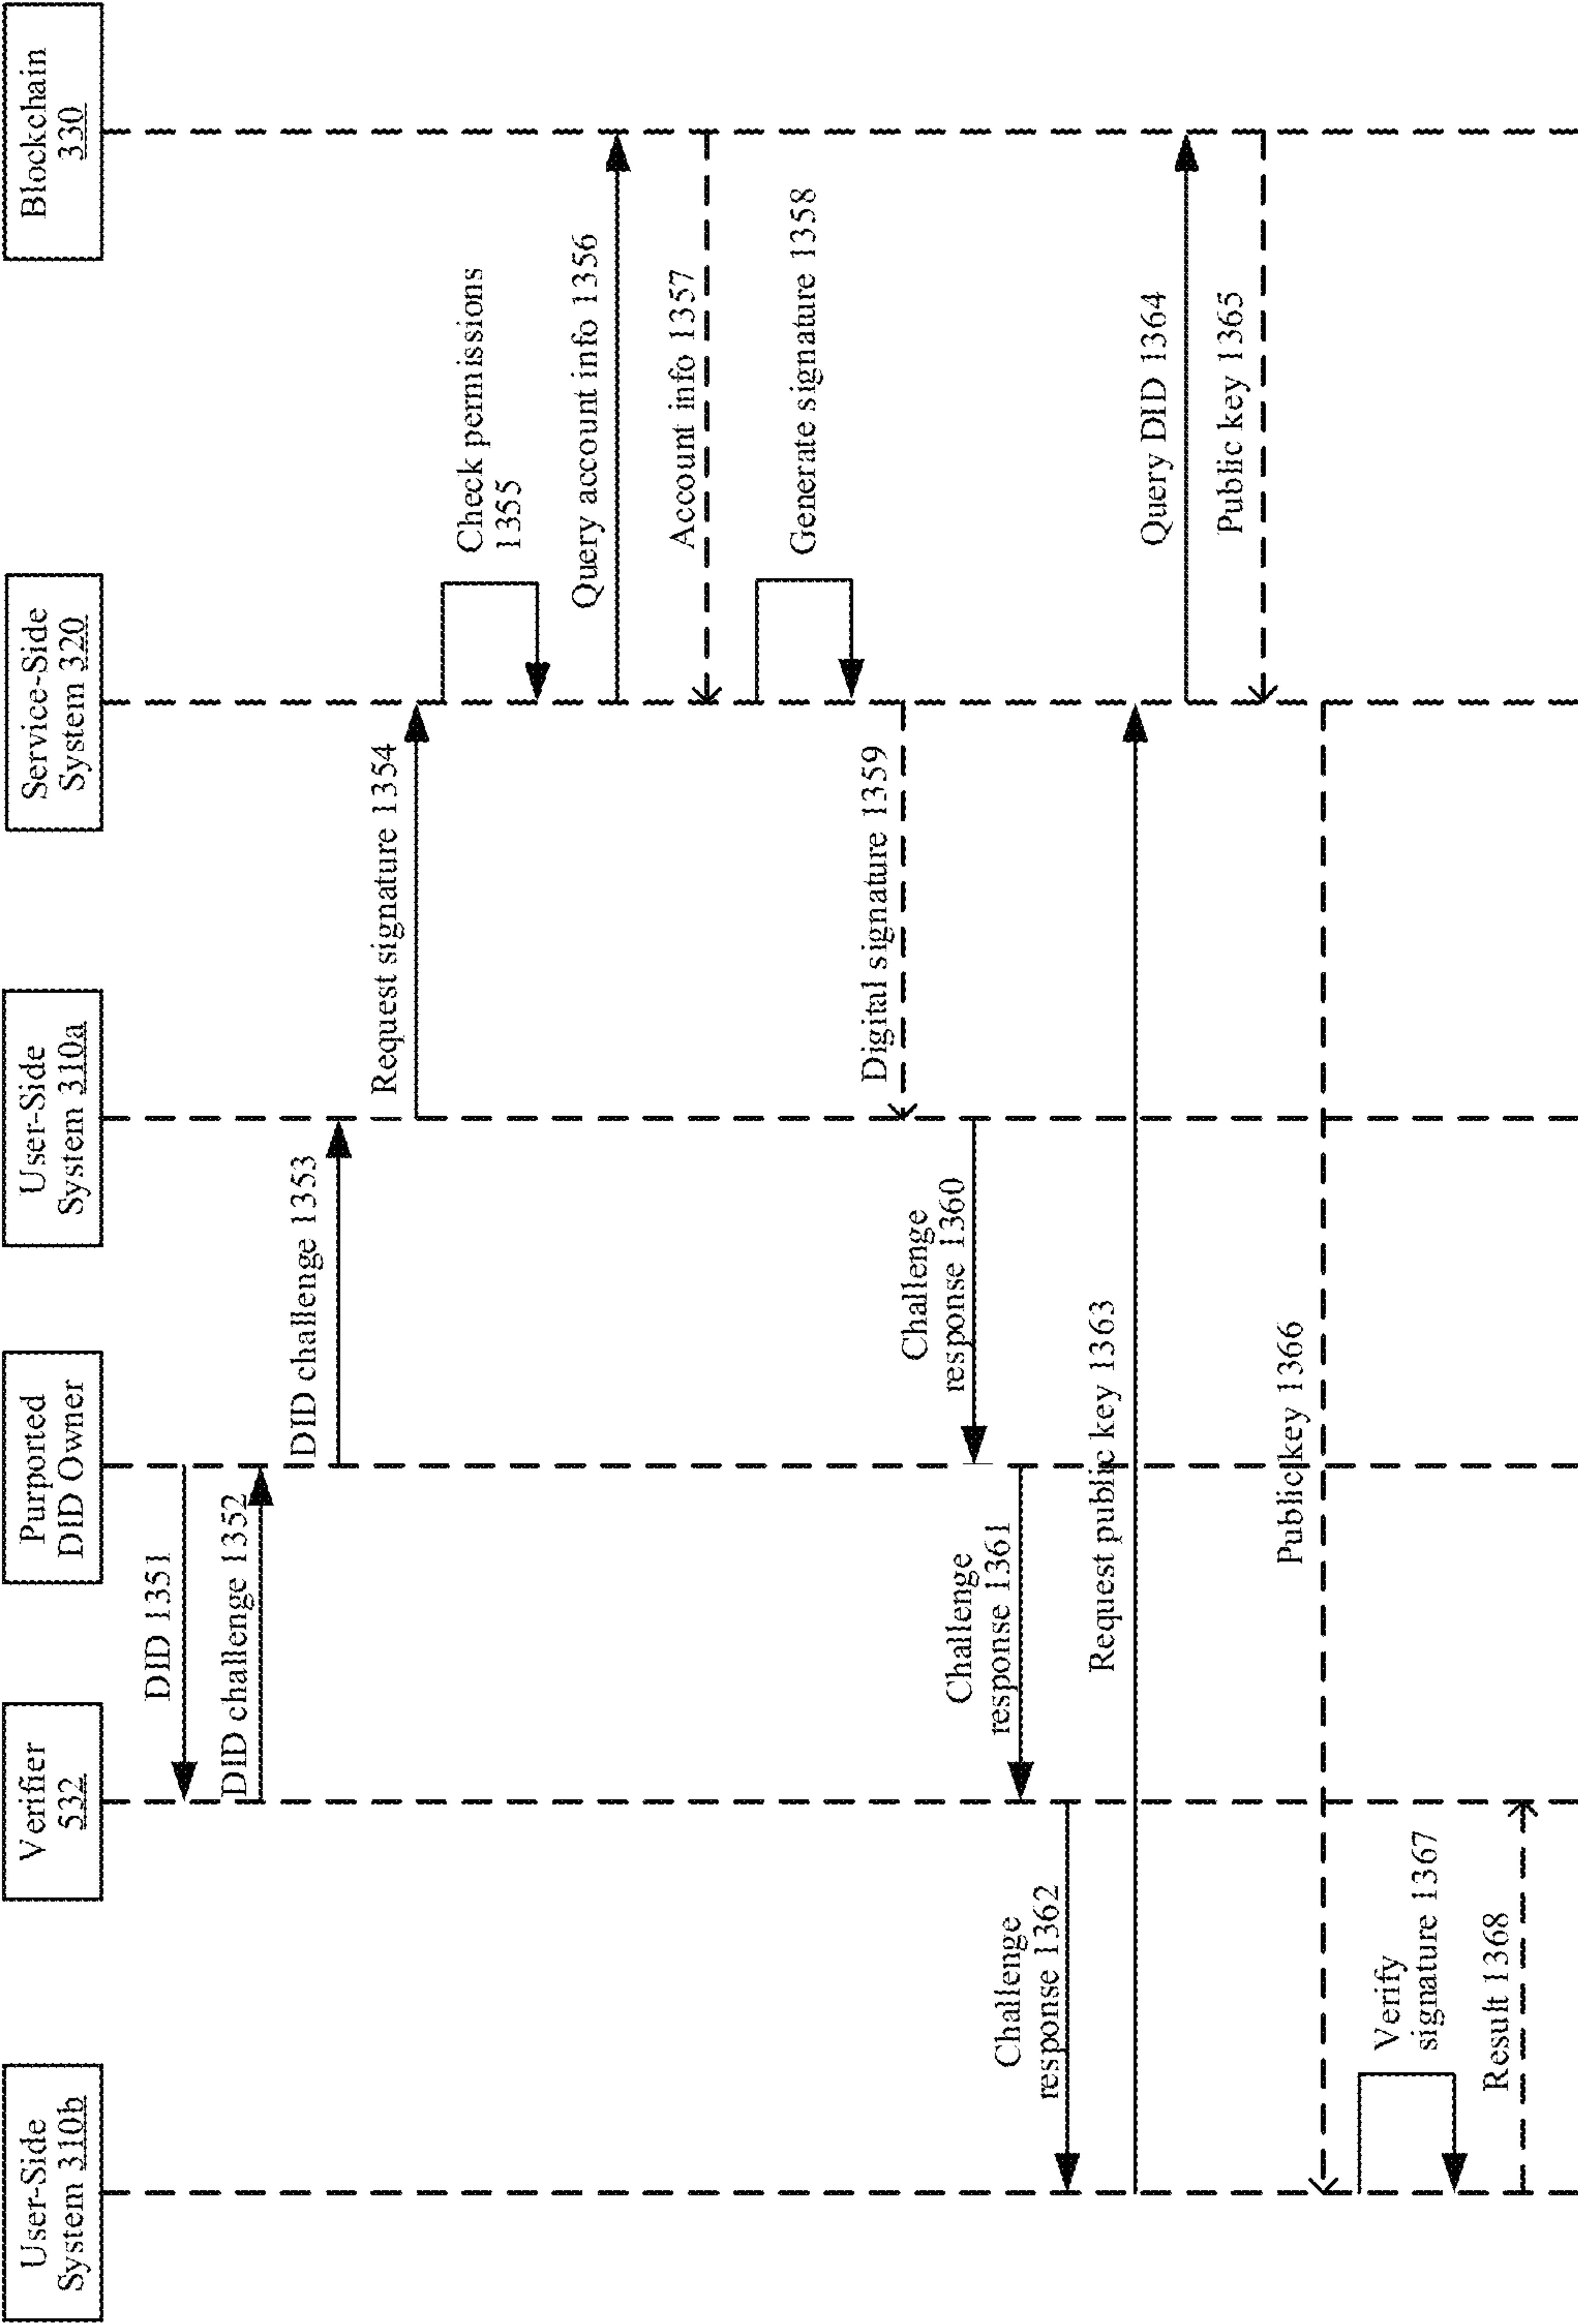 User-Side
System 310b
Verifier
532
Purported
DID Owner
User-Side
System 310a
Service-Side
System 320
Blockchain
330
DID 1351
DID challenge 1352
DID challenge 1353
Request signature 1354
Check permissions
1355
Query account info 1356
Account info 1357
Generate signature 1358
Digital signature 1359
Challenge
response 1360
Challenge
response 1361
Challenge
response 1362
Request public key 1363
Query DID 1364
Public key 1365
Public key 1366
Verify
signature 1367
Result 1368